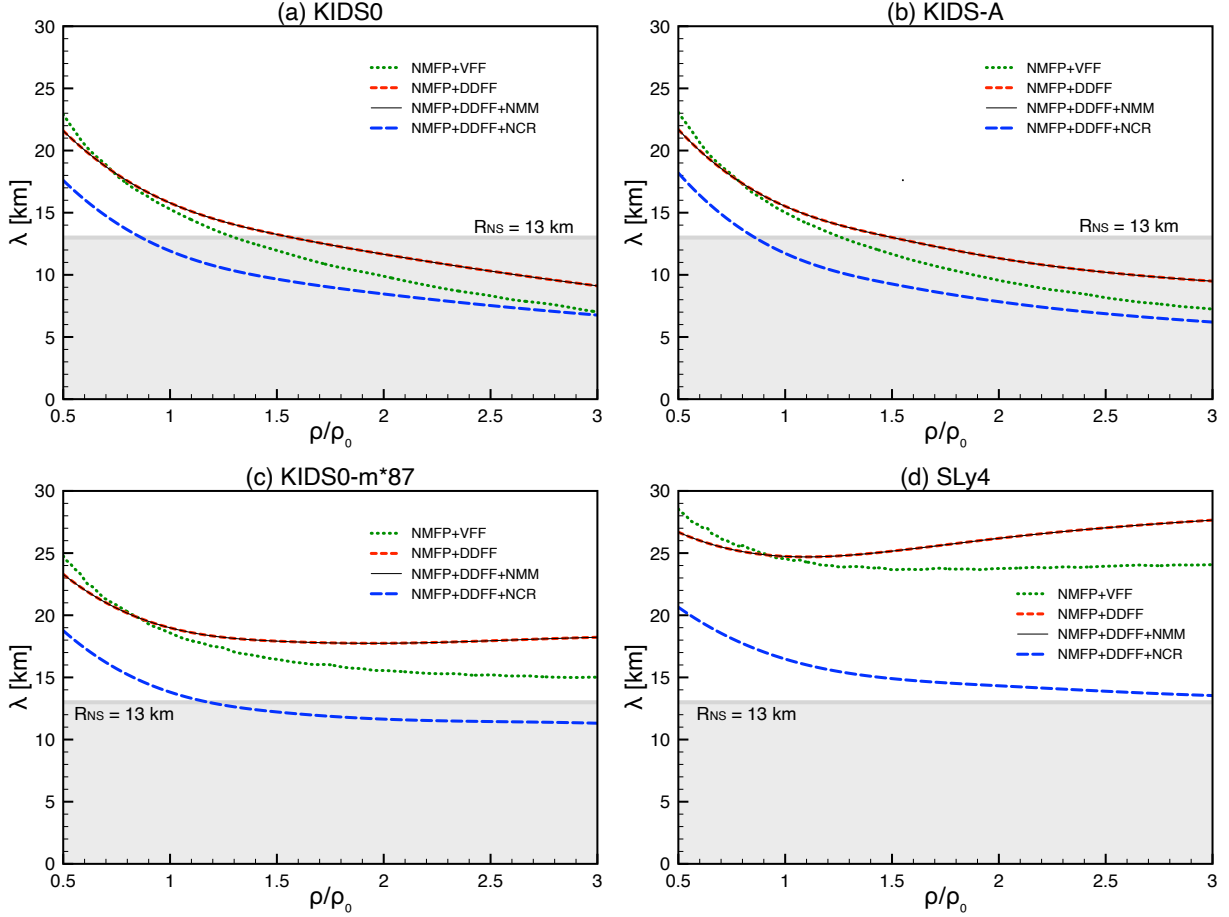 (a) KIDS0
30
25
20
15
10
5
0
λ [km]
NMFP+VFF
NMFP+DDFF
NMFP+DDFF+NMM
NMFP+DDFF+NCR
RNS = 13 km
0.5 1 1.5 2 2.5 3
ρ/ρ0
(b) KIDS-A
30
25
20
15
10
5
0
λ [km]
NMFP+VFF
NMFP+DDFF
NMFP+DDFF+NMM
NMFP+DDFF+NCR
RNS = 13 km
0.5 1 1.5 2 2.5 3
ρ/ρ0
(c) KIDS0-m*87
30
25
20
15
10
5
0
λ [km]
NMFP+VFF
NMFP+DDFF
NMFP+DDFF+NMM
NMFP+DDFF+NCR
RNS = 13 km
0.5 1 1.5 2 2.5 3
ρ/ρ0
(d) SLy4
30
25
20
15
10
5
0
λ [km]
NMFP+VFF
NMFP+DDFF
NMFP+DDFF+NMM
NMFP+DDFF+NCR
RNS = 13 km
0.5 1 1.5 2 2.5 3
ρ/ρ0